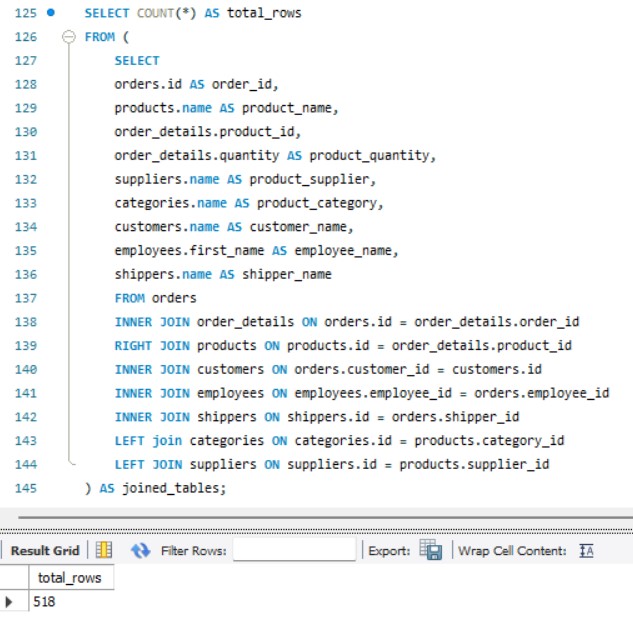 125 SELECT COUNT(*) AS total_rows
126 FROM (
127 SELECT
128 orders.id AS order_id,
129 products.name AS product_name,
130 order_details.product_id,
131 order_details.quantity AS product_quantity,
132 suppliers.name AS product_supplier,
133 categories.name AS product_category,
134 customers.name AS customer_name,
135 employees.first_name AS employee_name,
136 shippers.name AS shipper_name
137 FROM orders
138 INNER JOIN order_details ON orders.id = order_details.order_id
139 RIGHT JOIN products ON products.id = order_details.product_id
140 INNER JOIN customers ON orders.customer_id = customers.id
141 INNER JOIN employees ON employees.employee_id = orders.employee_id
142 INNER JOIN shippers ON shippers.id = orders.shipper_id
143 LEFT join categories ON categories.id = products.category_id
144 LEFT JOIN suppliers ON suppliers.id = products.supplier_id
145 ) AS joined_tables;
Result Grid Filter Rows: Export: Wrap Cell Content:
total_rows
518